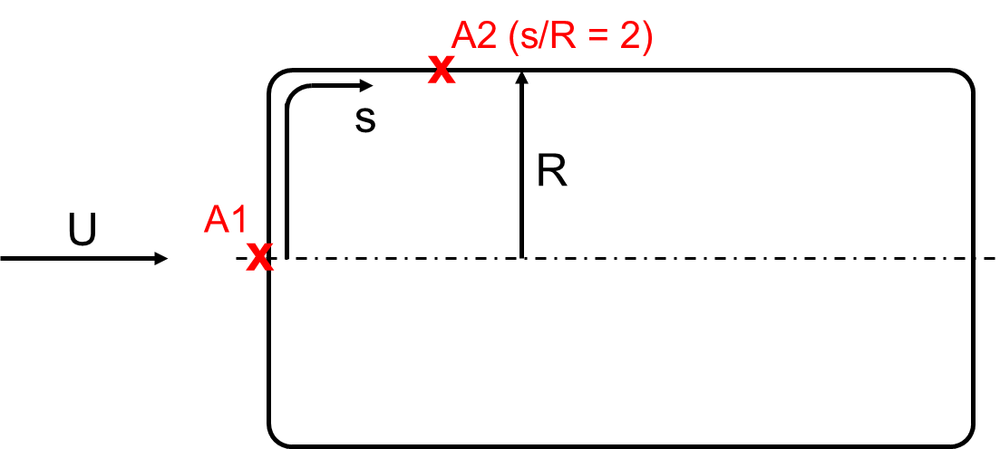 A2 (s/R = 2)
s
R
A1
U